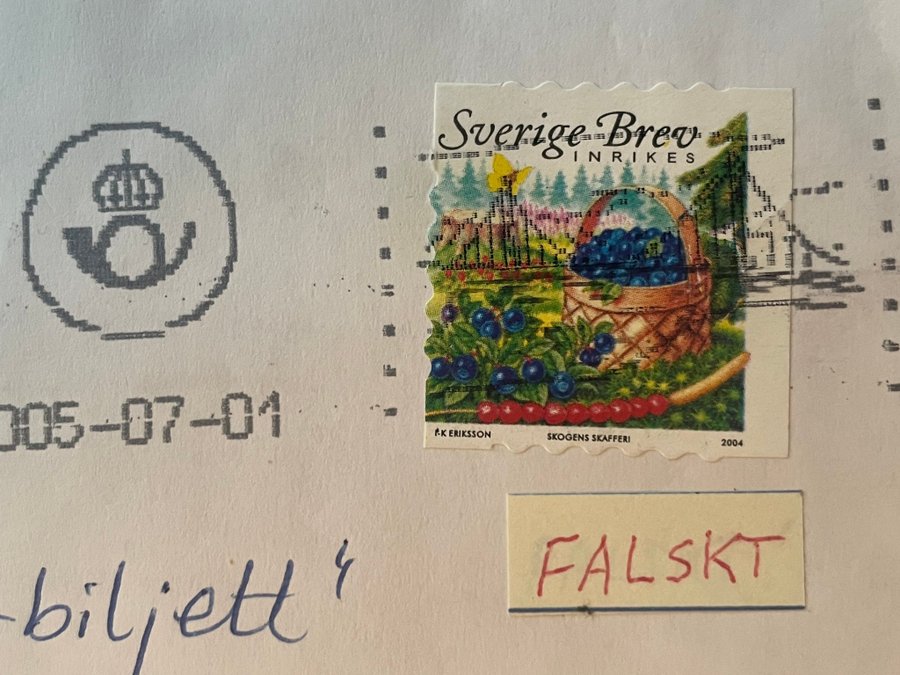 Sverige Brev
INRIKES
005-07-01
ERIKSSON
SKOGENS SKAFFERI
2004
FALSKT
-biljett"